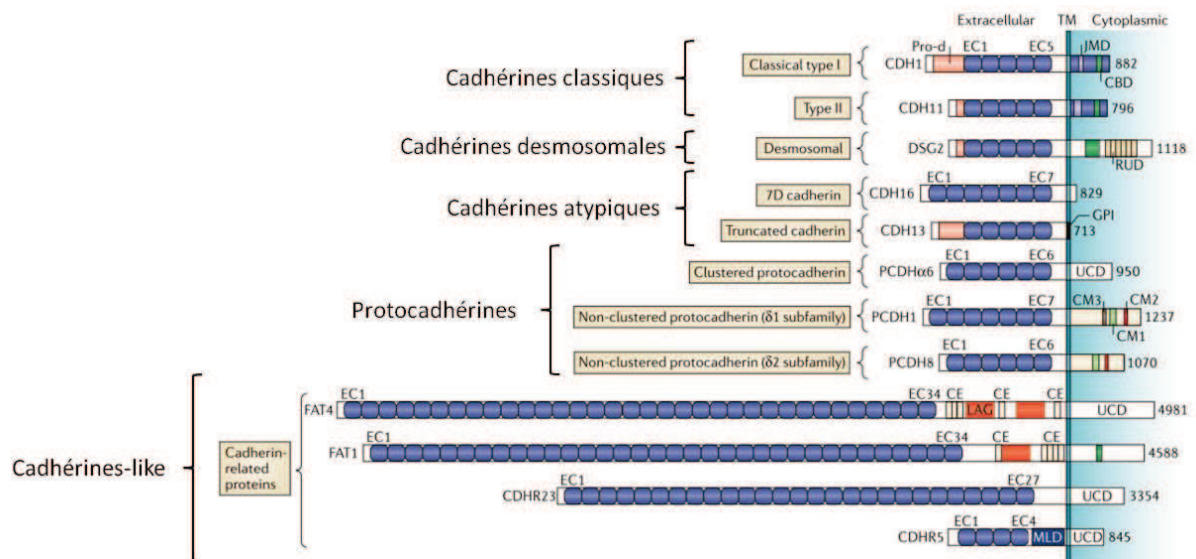 Extracellular TM Cytoplasmic
Cadhérines classiques
Classical type I
CDH1
Pro-d
EC1
EC5
JMD
882
CBD
Type II
CDH11
796
Cadhérines desmosomales
Desmosomal
DSG2
1118
RUD
Cadhérines atypiques
7D cadherin
CDH16
EC1
EC7
829
GPI
Truncated cadherin
CDH13
713
Protocadhérines
Clustered protocadherin
PCDHα6
EC1
EC6
UCD
950
Non-clustered protocadherin (δ1 subfamily)
PCDH1
EC1
EC7
CM3
CM2
1237
CM1
Non-clustered protocadherin (δ2 subfamily)
PCDH8
EC1
EC6
1070
Cadhérines-like
Cadherin-
related
proteins
FAT4
EC1
EC34
CE
CE
CE
LAG
UCD
4981
FAT1
EC1
EC34
CE
CE
4588
CDHR23
EC1
EC27
UCD
3354
CDHR5
EC1
EC4
MLD
UCD
845